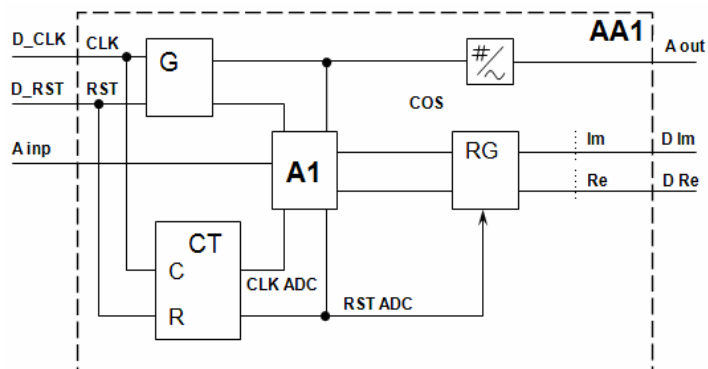 AA1
D_CLK
CLK
G
#
A out
D_RST
RST
COS
A inp
A1
RG
Im
D Im
Re
D Re
CT
C
CLK ADC
R
RST ADC